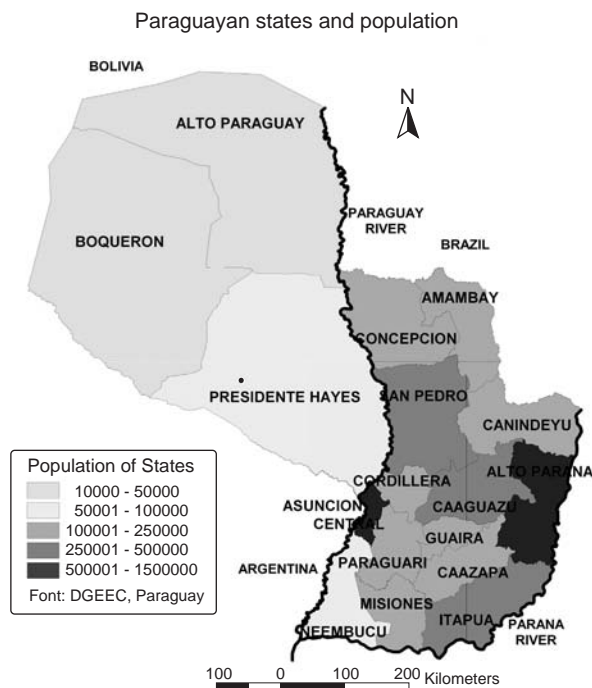 Paraguayan states and population
BOLIVIA
N
ALTO PARAGUAY
PARAGUAY
RIVER
BOQUERON
BRAZIL
AMAMBAY
CONCEPCION
PRESIDENTE HAYES
SAN PEDRO
CANINDEYU
Population of States
10000 - 50000
50001 - 100000
100001 - 250000
250001 - 500000
500001 - 1500000
Font: DGEEC, Paraguay
ALTO PARANA
CORDILLERA
ASUNCION
CENTRAL
CAAGUAZU
GUAIRA
ARGENTINA
PARAGUARI
CAAZAPA
MISIONES
ITAPUA
PARANA
RIVER
NEEMBUCU
100 0 100 200 Kilometers